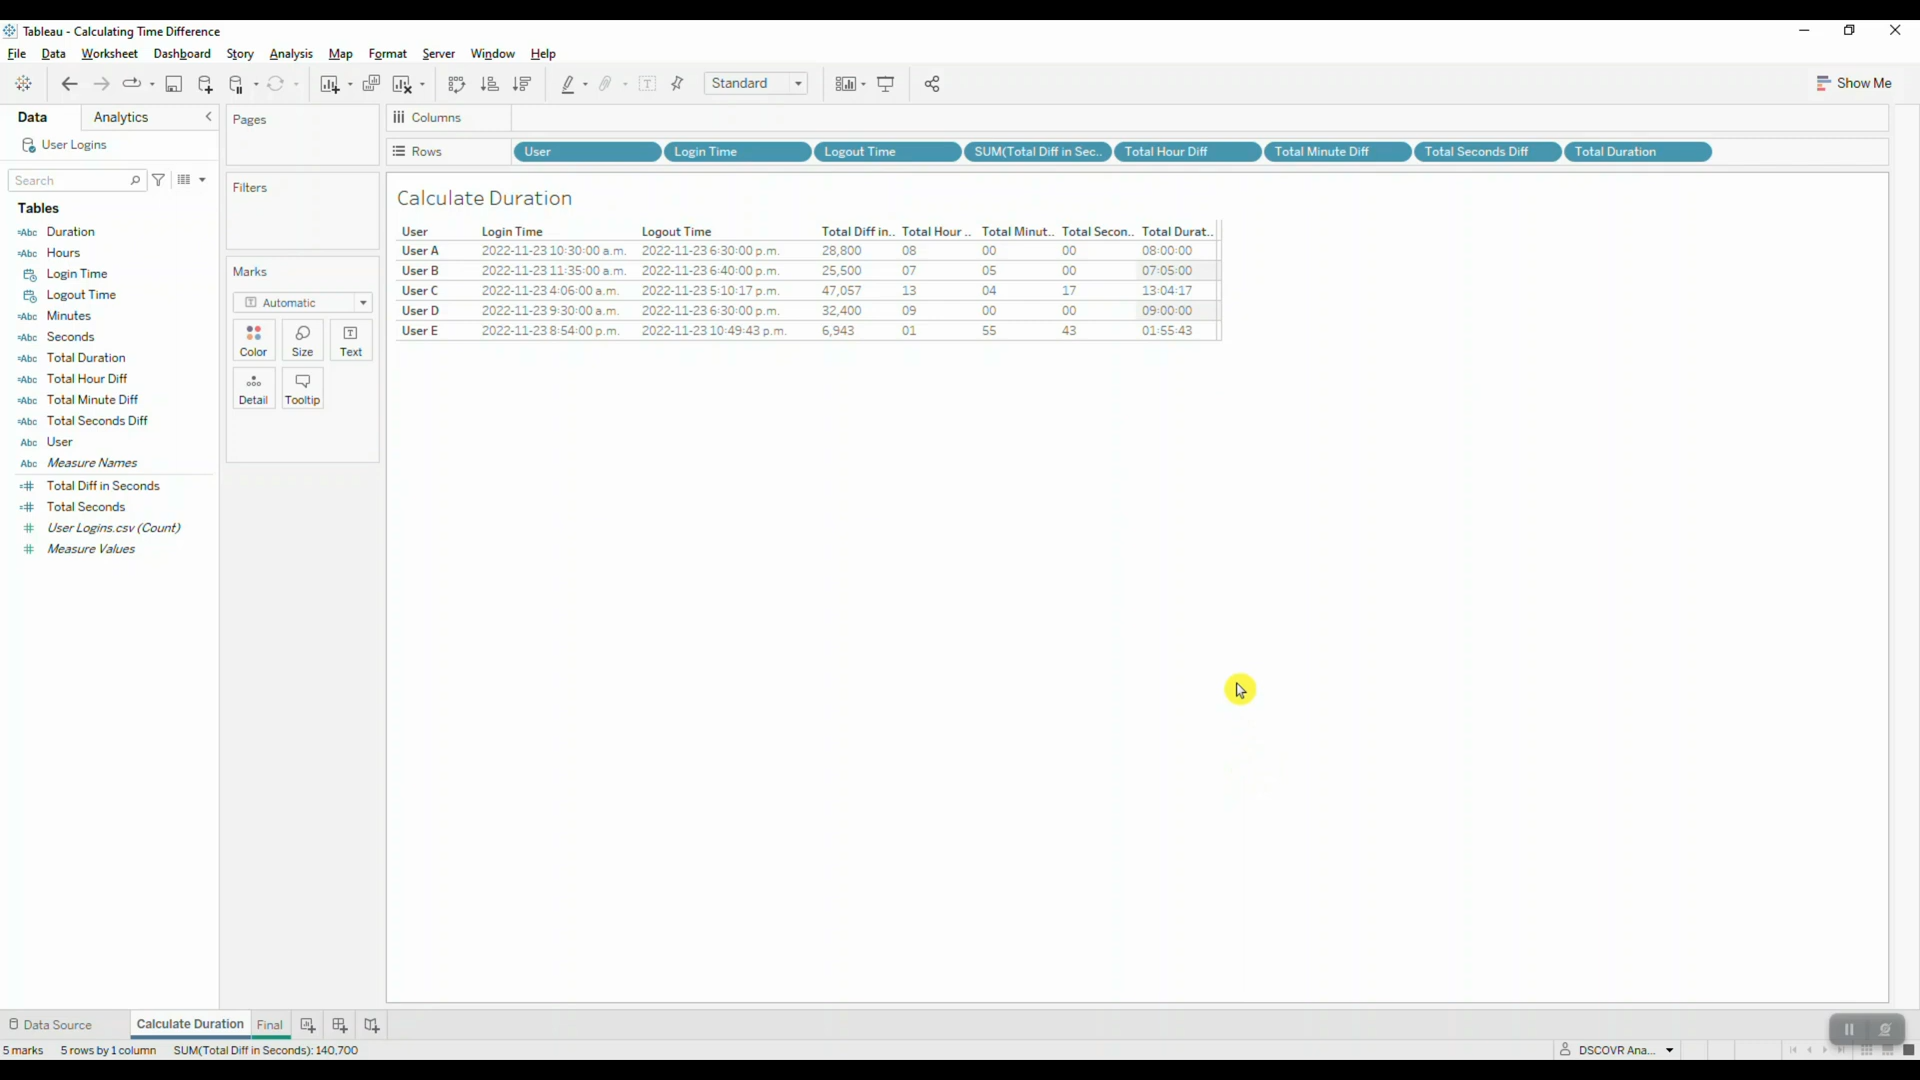 Tableau - Calculating Time Difference
File Data Worksheet Dashboard Story Analysis Map Format Server Window Help
Standard
Show Me
Data Analytics
User Logins
Search
Tables
Duration
Hours
Login Time
Logout Time
Minutes
Seconds
Total Duration
Total Hour Diff
Total Minute Diff
Total Seconds Diff
User
Measure Names
Total Diff in Seconds
Total Seconds
User Logins.csv (Count)
Measure Values
Pages
Filters
Marks
Automatic
Color Size Text
Detail Tooltip
Columns
Rows User Login Time Logout Time SUM(Total Diff in Sec.. Total Hour Diff Total Minute Diff Total Seconds Diff Total Duration
Calculate Duration
User Login Time Logout Time Total Diff in.. Total Hour .. Total Minut.. Total Secon.. Total Durat..
User A 2022-11-23 10:30:00 a.m. 2022-11-23 6:30:00 p.m. 28,800 08 00 00 08:00:00
User B 2022-11-23 11:35:00 a.m. 2022-11-23 6:40:00 p.m. 25,500 07 05 00 07:05:00
User C 2022-11-23 4:06:00 a.m. 2022-11-23 5:10:17 p.m. 47,057 13 04 17 13:04:17
User D 2022-11-23 9:30:00 a.m. 2022-11-23 6:30:00 p.m. 32,400 09 00 00 09:00:00
User E 2022-11-23 8:54:00 p.m. 2022-11-23 10:49:43 p.m. 6,943 01 55 43 01:55:43
Data Source Calculate Duration Final
5 marks 5 rows by 1 column SUM(Total Diff in Seconds): 140,700
DSCOVR Ana...